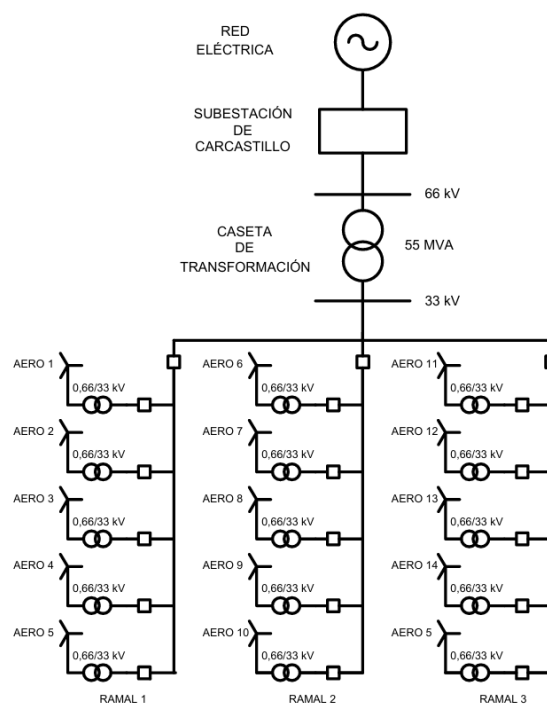 RED
ELÉCTRICA
SUBESTACIÓN
DE
CARCASTILLO
66 kV
CASETA
DE
TRANSFORMACIÓN
55 MVA
33 kV
AERO 1
0,66/33 kV
AERO 6
0,66/33 kV
AERO 11
0,66/33 kV
AERO 2
0,66/33 kV
AERO 7
0,66/33 kV
AERO 12
0,66/33 kV
AERO 3
0,66/33 kV
AERO 8
0,66/33 kV
AERO 13
0,66/33 kV
AERO 4
0,66/33 kV
AERO 9
0,66/33 kV
AERO 14
0,66/33 kV
AERO 5
0,66/33 kV
AERO 10
0,66/33 kV
AERO 5
0,66/33 kV
RAMAL 1
RAMAL 2
RAMAL 3